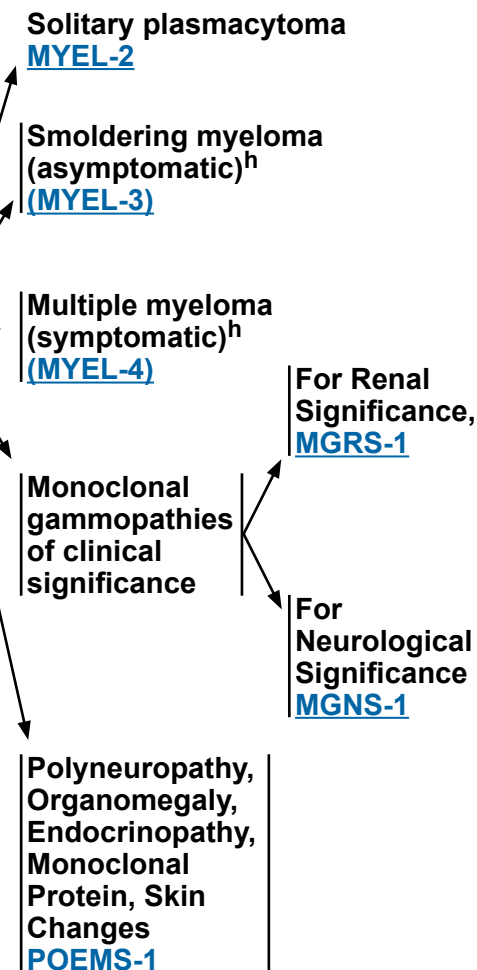 Solitary plasmacytoma
MYEL-2
Smoldering myeloma
(asymptomatic)h
(MYEL-3)
Multiple myeloma
(symptomatic)h
(MYEL-4)
Monoclonal
gammopathies
of clinical
significance
For Renal
Significance,
MGRS-1
For
Neurological
Significance
MGNS-1
Polyneuropathy,
Organomegaly,
Endocrinopathy,
Monoclonal
Protein, Skin
Changes
POEMS-1